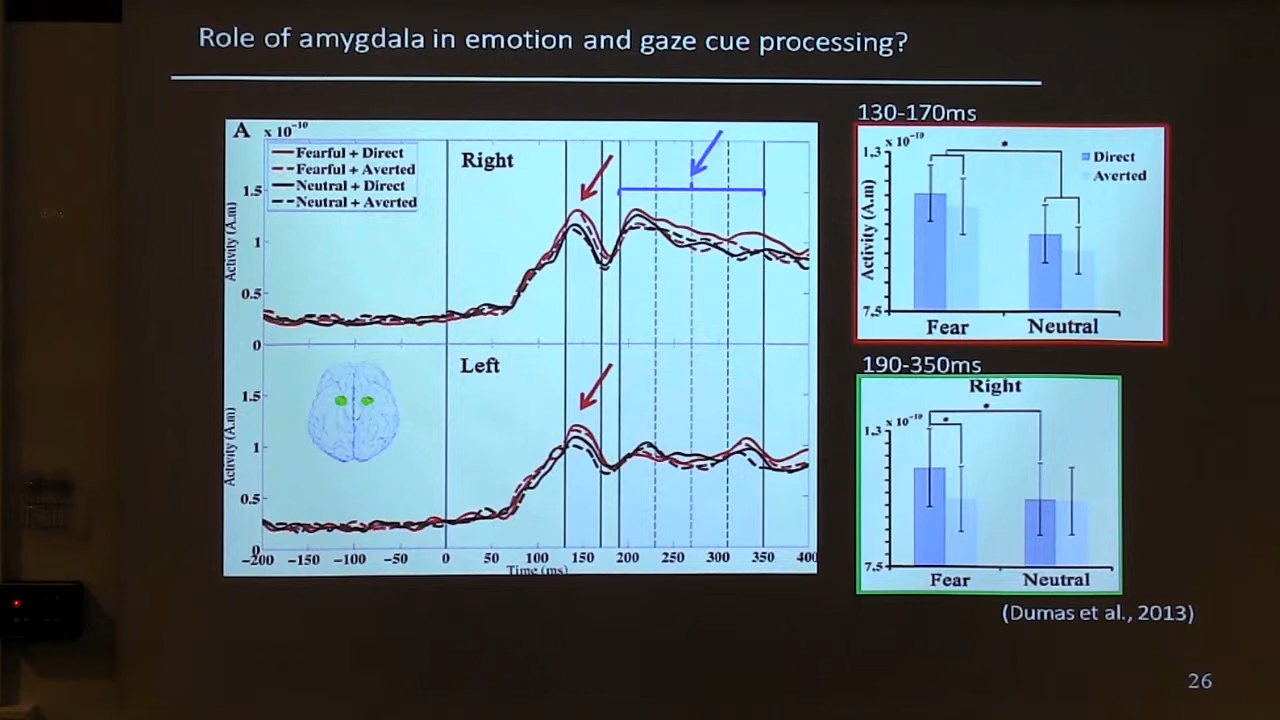 Role of amygdala in emotion and gaze cue processing?
A x 10⁻¹⁰
Fearful + Direct
Fearful + Averted
Neutral + Direct
Neutral + Averted
Right
1.5
1
0.5
0
Activity (A.m)
Left
1.5
1
0.5
0
Activity (A.m)
−200 −150 −100 −50 0 50 100 150 200 250 300 350 400
Time (ms)
130-170ms
x 10⁻¹⁰
1,3
*
Direct
Averted
Activity (A.m)
7.5
Fear Neutral
190-350ms
Right
x 10⁻¹⁰
1,3
*
*
7.5
Fear Neutral
(Dumas et al., 2013)
26